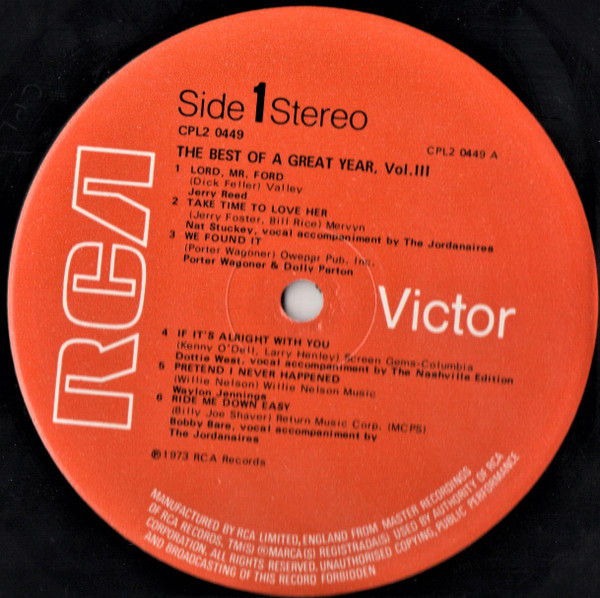 Side 1 Stereo
CPL2 0449
CPL2 0449 A
THE BEST OF A GREAT YEAR, Vol.III
1 LORD, MR. FORD
(Dick Feller) Valley
Jerry Reed
2 TAKE TIME TO LOVE HER
(Jerry Foster, Bill Rice) Mervyn
Nat Stuckey, vocal accompaniment by The Jordanaires
3 WE FOUND IT
(Porter Wagoner) Owepar Pub. Inc.
Porter Wagoner & Dolly Parton
RCA
Victor
4 IF IT'S ALRIGHT WITH YOU
(Kenny O'Dell, Larry Henley) Screen Gems-Columbia
Dottie West, vocal accompaniment by The Nashville Edition
5 PRETEND I NEVER HAPPENED
(Willie Nelson) Willie Nelson Music
Waylon Jennings
6 RIDE ME DOWN EASY
(Billy Joe Shaver) Return Music Corp. (MCPS)
Bobby Bare, vocal accompaniment by
The Jordanaires
℗1973 RCA Records
MANUFACTURED BY RCA LIMITED, ENGLAND FROM MASTER RECORDINGS
OF RCA RECORDS, TM(S) ®MARCA(S) REGISTRADA(S) USED BY AUTHORITY OF RCA
CORPORATION. ALL RIGHTS RESERVED. UNAUTHORISED COPYING, PUBLIC PERFORMANCE
AND BROADCASTING OF THIS RECORD FORBIDDEN